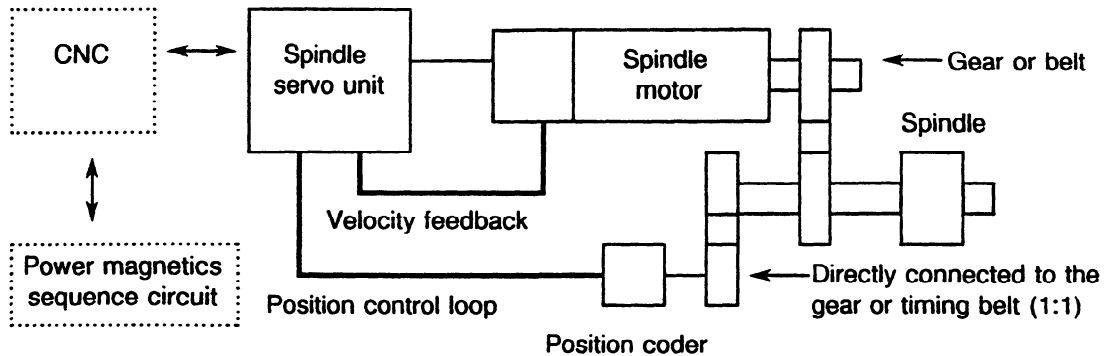 CNC
Spindle
servo unit
Spindle
motor
Gear or belt
Spindle
Velocity feedback
Power magnetics
sequence circuit
Position control loop
Directly connected to the
gear or timing belt (1:1)
Position coder